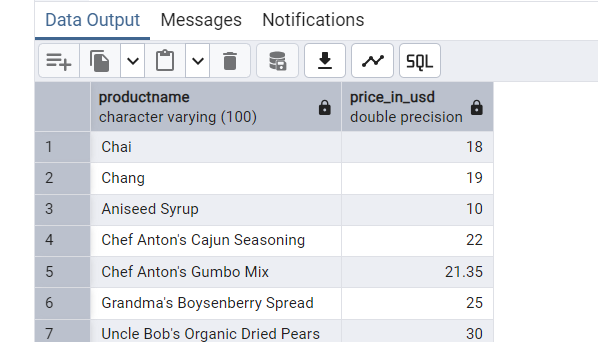 Data Output Messages Notifications
SQL
productname price_in_usd
character varying (100) double precision
1 Chai 18
2 Chang 19
3 Aniseed Syrup 10
4 Chef Anton's Cajun Seasoning 22
5 Chef Anton's Gumbo Mix 21.35
6 Grandma's Boysenberry Spread 25
7 Uncle Bob's Organic Dried Pears 30